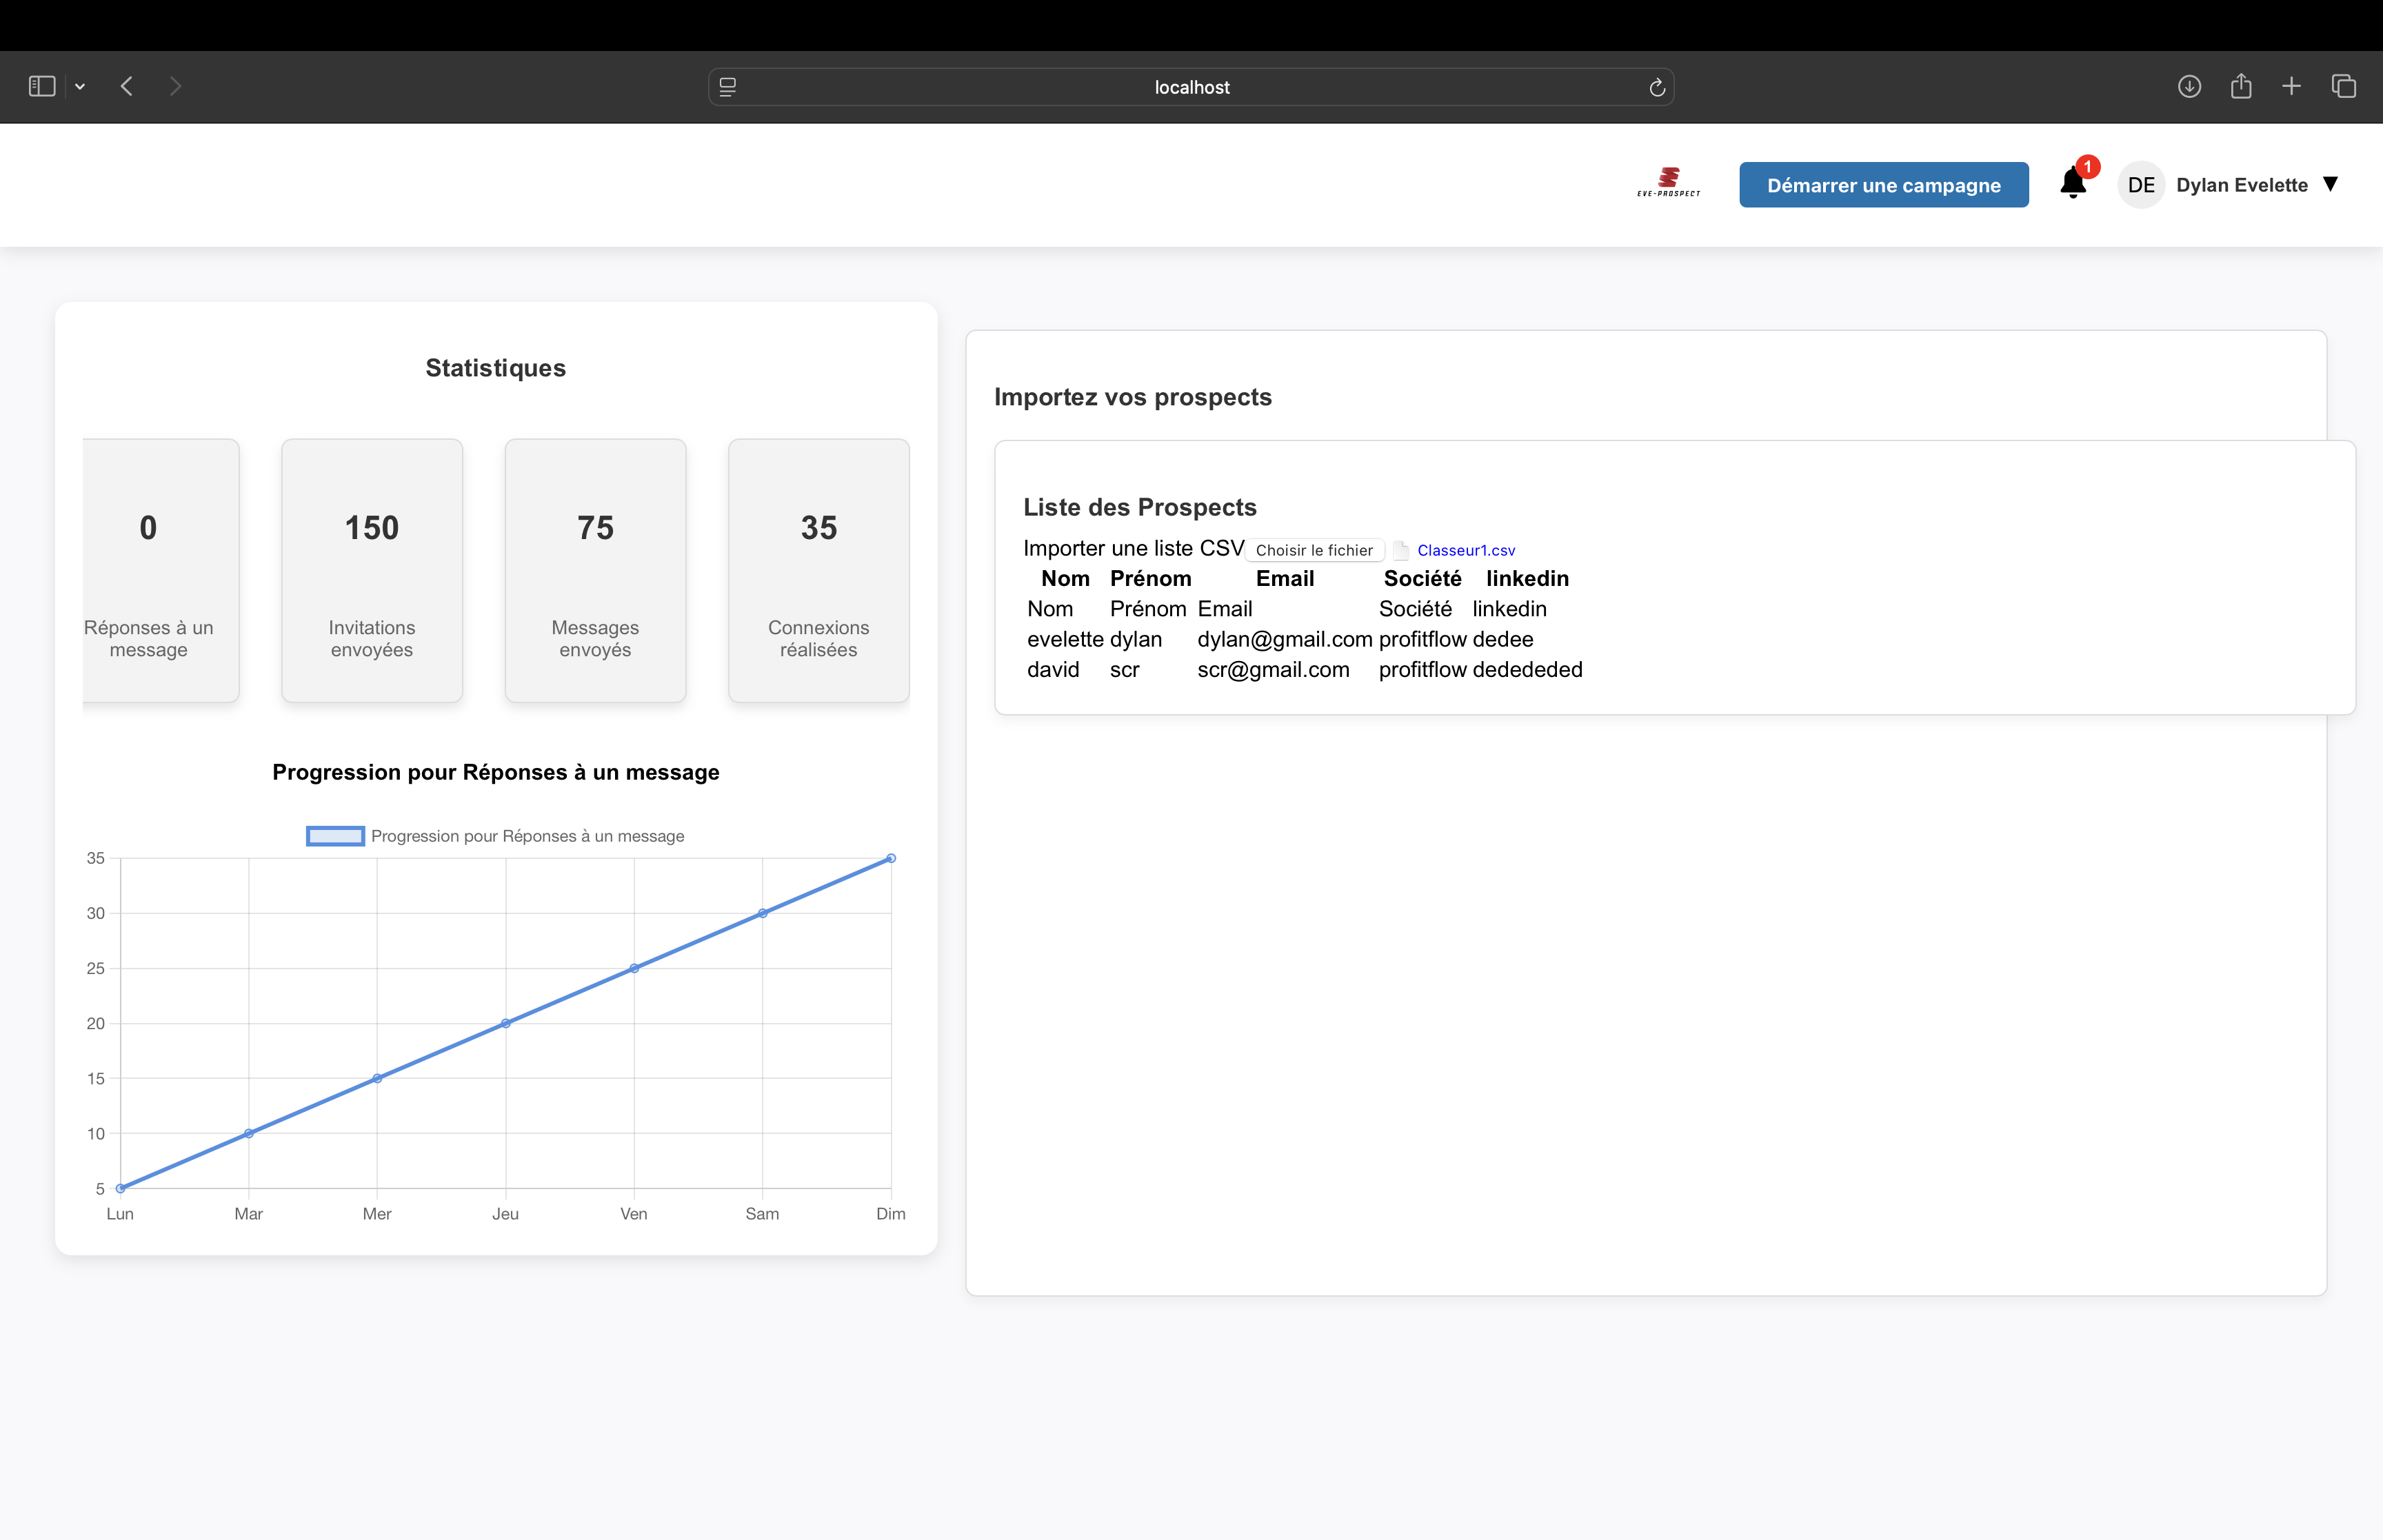 localhost
EVE-PROSPECT
Démarrer une campagne
1
DE
Dylan Evelette ▼
Statistiques
0
Réponses à un
message
150
Invitations
envoyées
75
Messages
envoyés
35
Connexions
réalisées
Progression pour Réponses à un message
Progression pour Réponses à un message
35
30
25
20
15
10
5
Lun Mar Mer Jeu Ven Sam Dim
Importez vos prospects
Liste des Prospects
Importer une liste CSV Choisir le fichier Classeur1.csv
Nom Prénom Email Société linkedin
Nom Prénom Email Société linkedin
evelette dylan dylan@gmail.com profitflow dedee
david scr scr@gmail.com profitflow dedededed